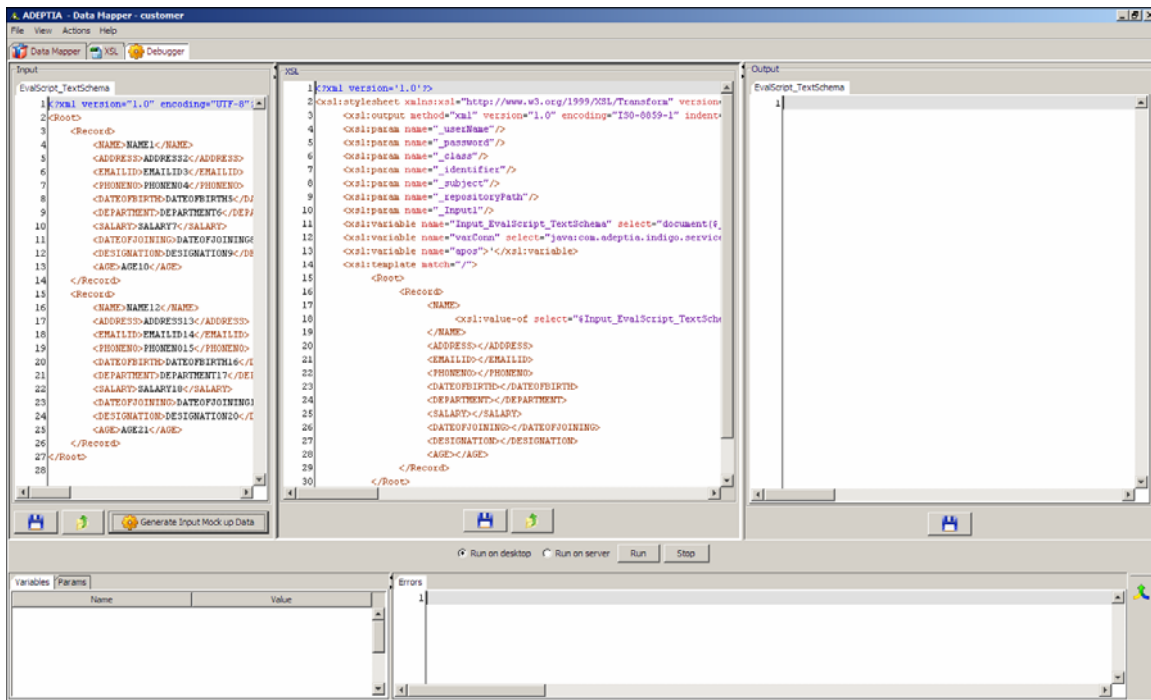 ADEPTIA - Data Mapper - customer
File View Actions Help
Data Mapper XSL Debugger
Input
EvalScript_TextSchema
1 <?xml version="1.0" encoding="UTF-8"
2 <Root>
3 <Record>
4 <NAME>NAME1</NAME>
5 <ADDRESS>ADDRESS2</ADDRESS>
6 <EMAILID>EMAILID3</EMAILID>
7 <PHONENO>PHONENO4</PHONENO>
8 <DATEOFBIRTH>DATEOFBIRTH5</DA
9 <DEPARTMENT>DEPARTMENT6</DEPA
10 <SALARY>SALARY7</SALARY>
11 <DATEOFJOINING>DATEOFJOINING8
12 <DESIGNATION>DESIGNATION9</DE
13 <AGE>AGE10</AGE>
14 </Record>
15 <Record>
16 <NAME>NAME12</NAME>
17 <ADDRESS>ADDRESS13</ADDRESS>
18 <EMAILID>EMAILID14</EMAILID>
19 <PHONENO>PHONENO15</PHONENO>
20 <DATEOFBIRTH>DATEOFBIRTH16</D
21 <DEPARTMENT>DEPARTMENT17</DEP
22 <SALARY>SALARY18</SALARY>
23 <DATEOFJOINING>DATEOFJOINING1
24 <DESIGNATION>DESIGNATION20</D
25 <AGE>AGE21</AGE>
26 </Record>
27 </Root>
28
Generate Input Mock up Data
XSL
1 <?xml version='1.0'?>
2 <xsl:stylesheet xmlns:xsl="http://www.w3.org/1999/XSL/Transform" version=
3 <xsl:output method="xml" version="1.0" encoding="ISO-8859-1" indent=
4 <xsl:param name="_userName"/>
5 <xsl:param name="_password"/>
6 <xsl:param name="_class"/>
7 <xsl:param name="_identifier"/>
8 <xsl:param name="_subject"/>
9 <xsl:param name="_repositoryPath"/>
10 <xsl:param name="_Input1"/>
11 <xsl:variable name="Input_EvalScript_TextSchema" select="document($_
12 <xsl:variable name="varConn" select="java:com.adeptia.indigo.service
13 <xsl:variable name="apos">'</xsl:variable>
14 <xsl:template match="/">
15 <Root>
16 <Record>
17 <NAME>
18 <xsl:value-of select="$Input_EvalScript_TextSche
19 </NAME>
20 <ADDRESS></ADDRESS>
21 <EMAILID></EMAILID>
22 <PHONENO></PHONENO>
23 <DATEOFBIRTH></DATEOFBIRTH>
24 <DEPARTMENT></DEPARTMENT>
25 <SALARY></SALARY>
26 <DATEOFJOINING></DATEOFJOINING>
27 <DESIGNATION></DESIGNATION>
28 <AGE></AGE>
29 </Record>
30 </Root>
Output
EvalScript_TextSchema
1
Run on desktop Run on server Run Stop
Variables Params
Name Value
Errors
1